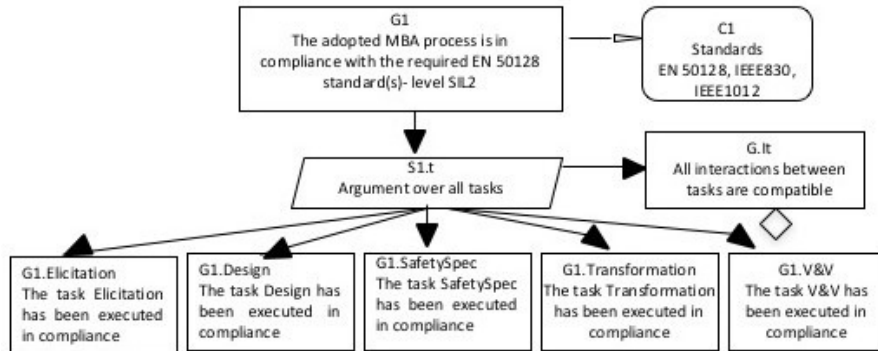 G1
The adopted MBA process is in
compliance with the required EN 50128
standard(s)- level SIL2
C1
Standards
EN 50128, IEEE830,
IEEE1012
S1.t
Argument over all tasks
G.It
All interactions between
tasks are compatible
G1.Elicitation
The task Elicitation
has been executed
in compliance
G1.Design
The task Design has
been executed in
compliance
G1.SafetySpec
The task SafetySpec
has been executed in
compliance
G1.Transformation
The task Transformation
has been executed in
compliance
G1.V&V
The task V&V has
been executed in
compliance